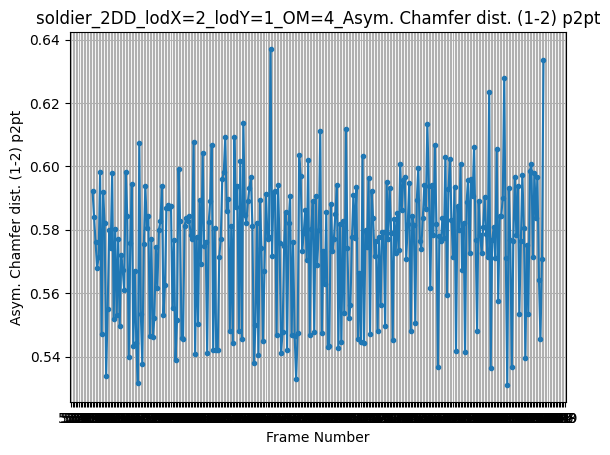 soldier_2DD_lodX=2_lodY=1_OM=4_Asym. Chamfer dist. (1-2) p2pt
0.64
0.62
0.60
0.58
0.56
0.54
Asym. Chamfer dist. (1-2) p2pt
Frame Number